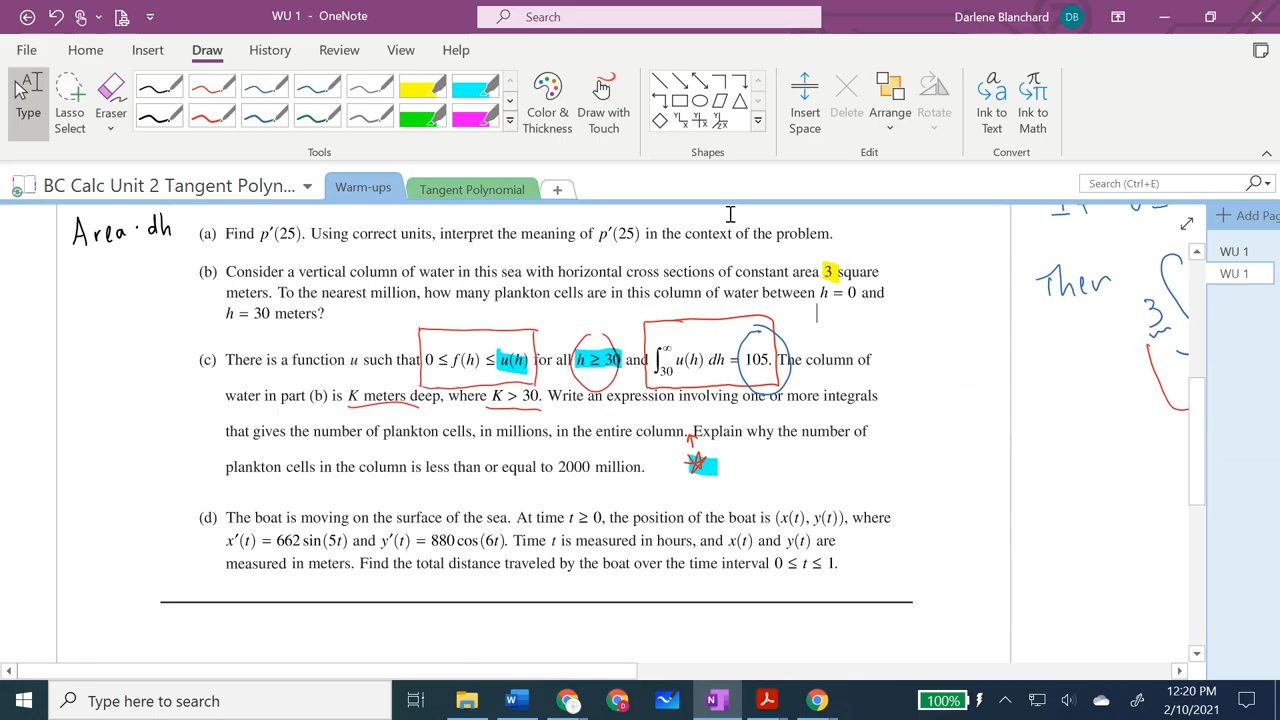 WU 1 - OneNote
Search
Darlene Blanchard
DB
File Home Insert Draw History Review View Help
Type
Lasso Select
Eraser
Color & Thickness
Draw with Touch
Insert Space
Delete
Arrange
Rotate
Ink to Text
Ink to Math
Tools
Shapes
Edit
Convert
BC Calc Unit 2 Tangent Polyn...
Warm-ups
Tangent Polynomial
Search (Ctrl+E)
Add Pag
WU 1
WU 1
Area · dh
(a) Find p′(25). Using correct units, interpret the meaning of p′(25) in the context of the problem.
(b) Consider a vertical column of water in this sea with horizontal cross sections of constant area 3 square
meters. To the nearest million, how many plankton cells are in this column of water between h = 0 and
h = 30 meters?
Then
3
(c) There is a function u such that 0 ≤ f(h) ≤ u(h) for all h ≥ 30 and ∫₃₀^∞ u(h) dh = 105. The column of
water in part (b) is K meters deep, where K > 30. Write an expression involving one or more integrals
that gives the number of plankton cells, in millions, in the entire column. Explain why the number of
plankton cells in the column is less than or equal to 2000 million.
(d) The boat is moving on the surface of the sea. At time t ≥ 0, the position of the boat is (x(t), y(t)), where
x′(t) = 662 sin(5t) and y′(t) = 880 cos(6t). Time t is measured in hours, and x(t) and y(t) are
measured in meters. Find the total distance traveled by the boat over the time interval 0 ≤ t ≤ 1.
Type here to search
100%
12:20 PM
2/10/2021